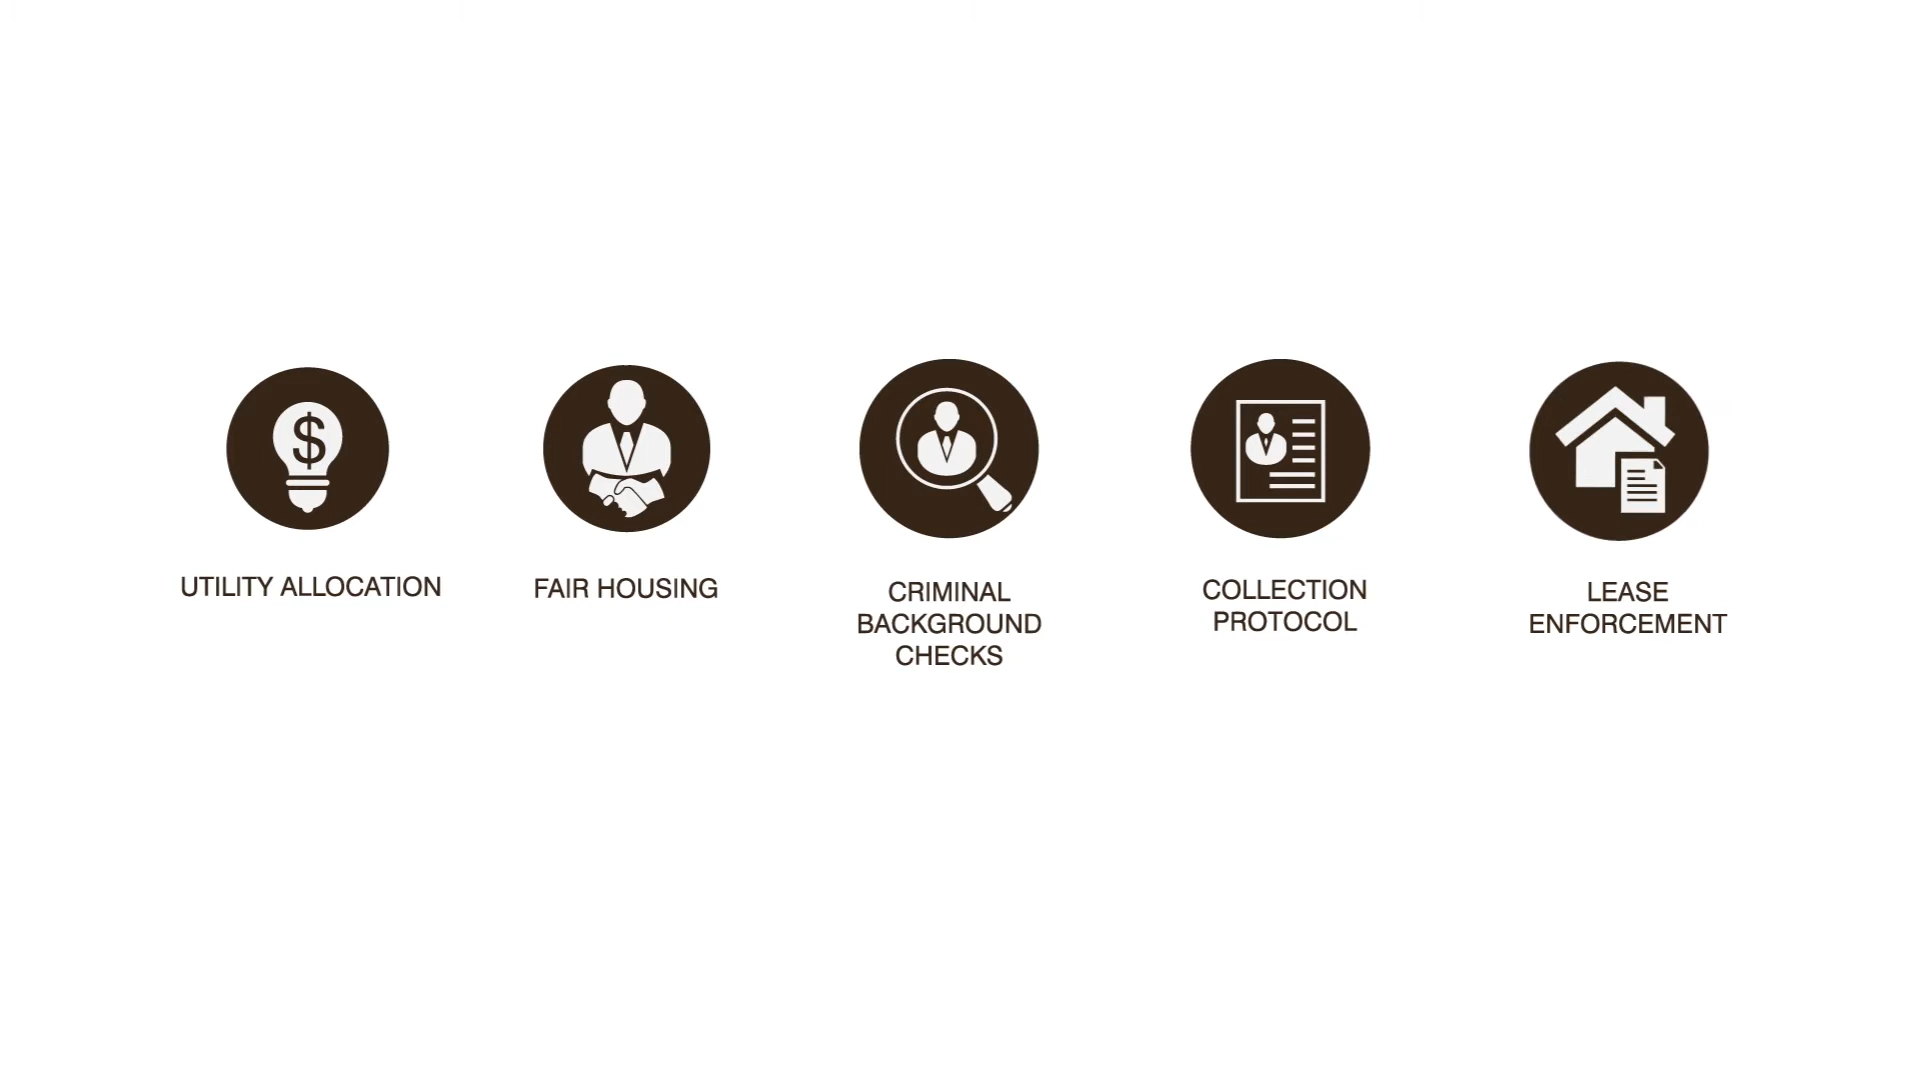 $
UTILITY ALLOCATION
FAIR HOUSING
CRIMINAL
BACKGROUND
CHECKS
COLLECTION
PROTOCOL
LEASE
ENFORCEMENT